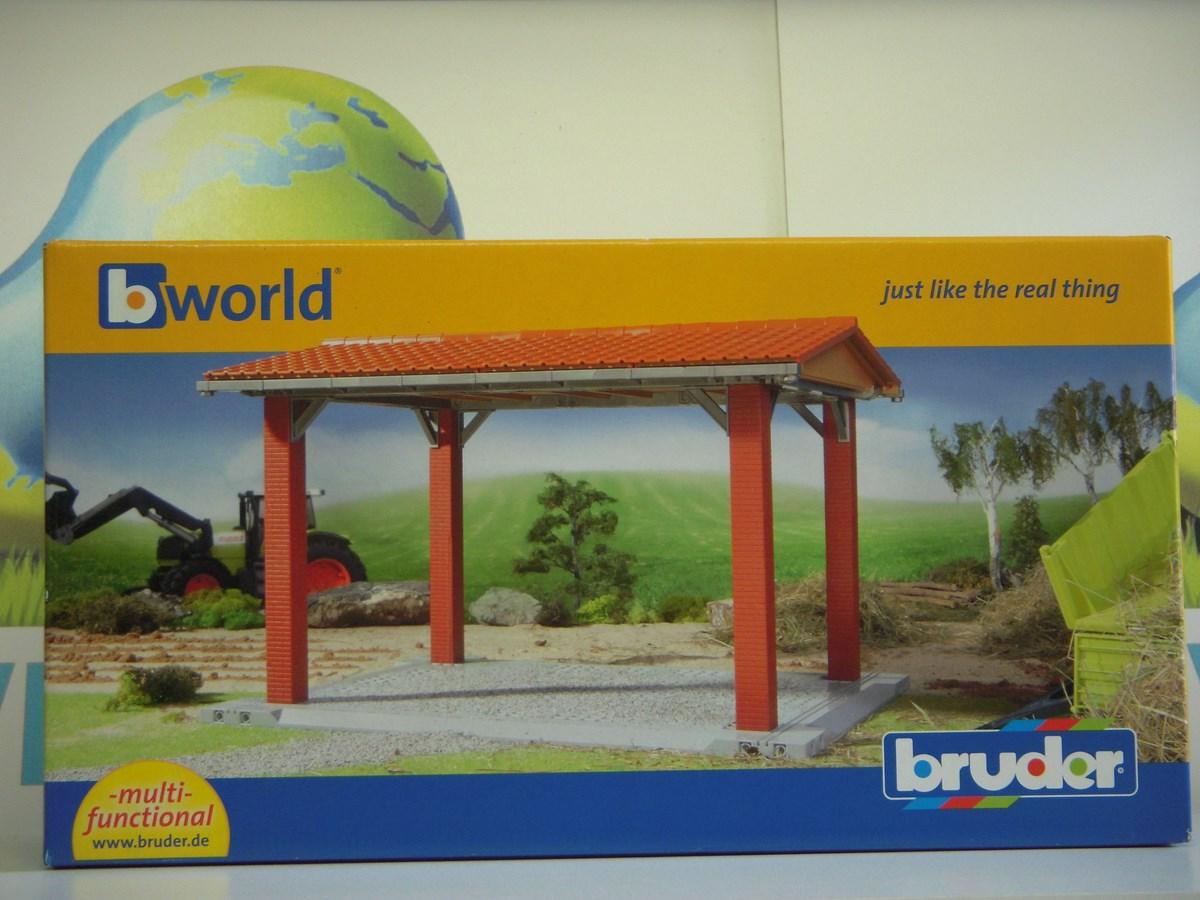 bworld®
just like the real thing
bruder®
-multi-
functional
www.bruder.de